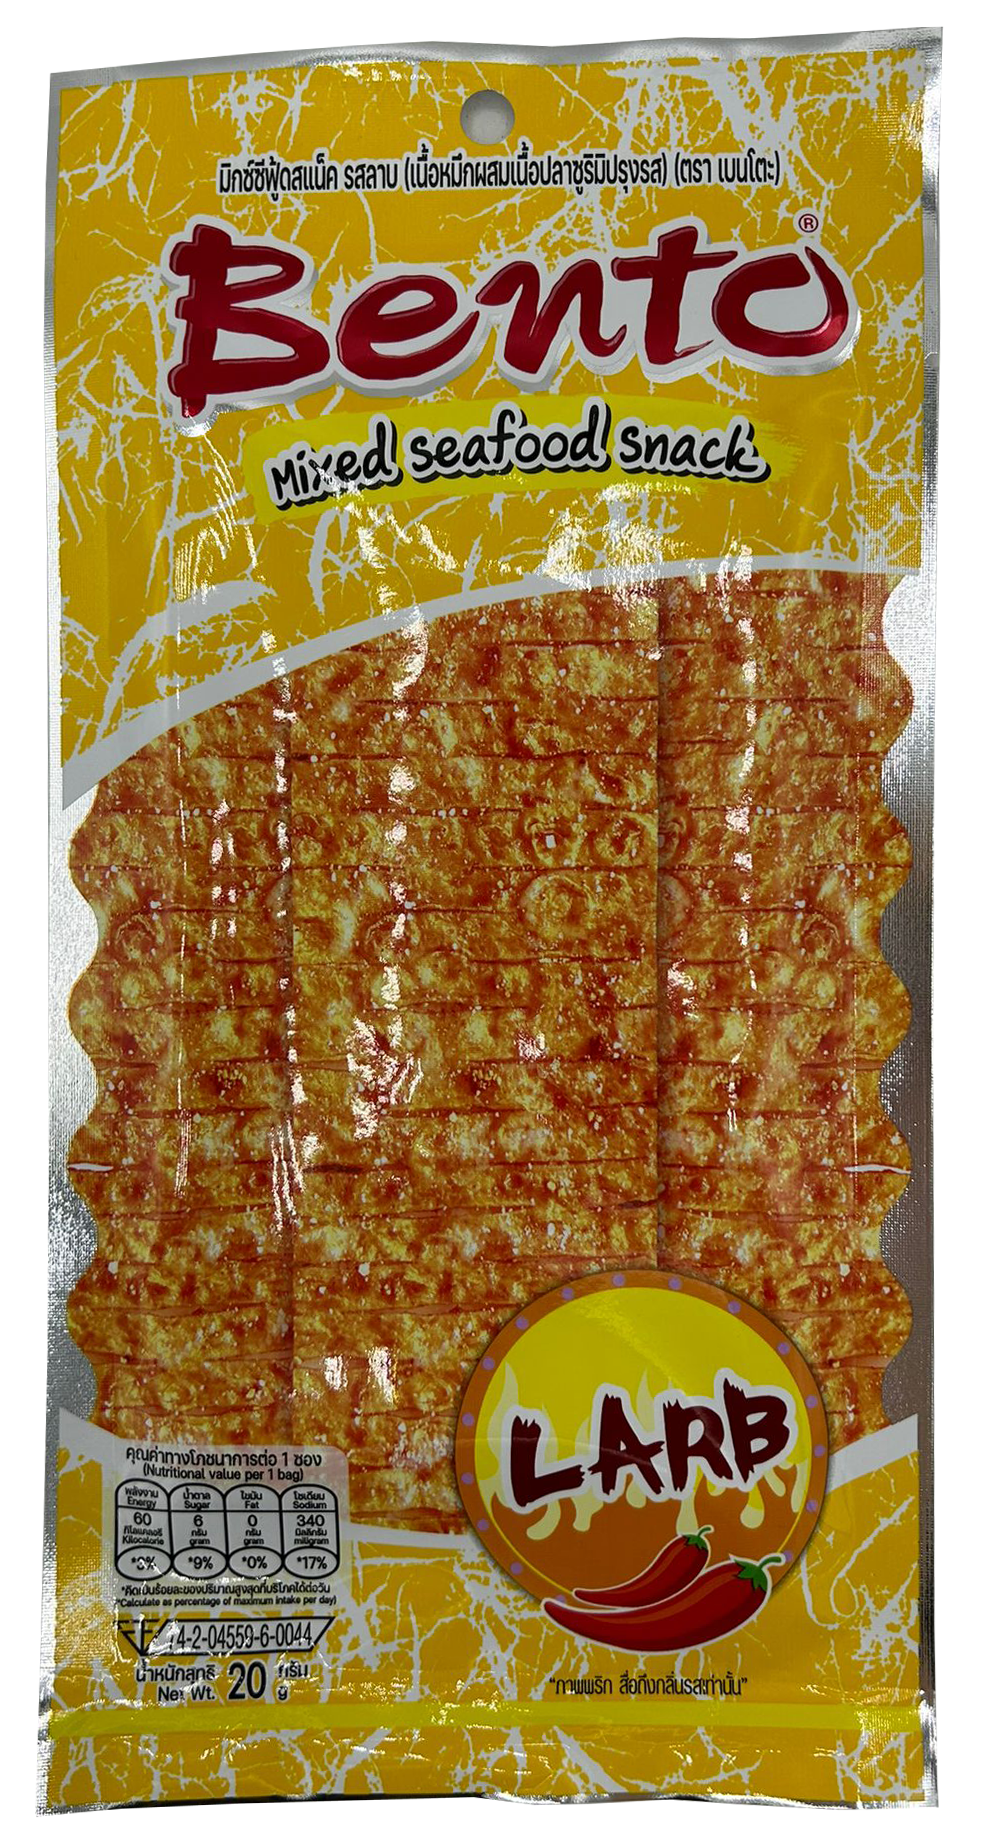 มิกซ์ซีฟู้ดสแน็ค รสลาบ (เนื้อหมึกผสมเนื้อปลาซูริมิปรุงรส) (ตรา เบนโตะ)
Bento®
Mixed seafood snack
LARB
คุณค่าทางโภชนาการต่อ 1 ซอง
(Nutritional value per 1 bag)
พลังงาน น้ำตาล ไขมัน โซเดียม
Energy Sugar Fat Sodium
60 6 0 340
กิโลแคลอรี กรัม กรัม มิลลิกรัม
Kilocalorie gram gram miligram
*3% *9% *0% *17%
*คิดเป็นร้อยละของปริมาณสูงสุดที่บริโภคได้ต่อวัน
*Calculate as percentage of maximum intake per day)
74-2-04559-6-0044
น้ำหนักสุทธิ 20 กรัม
Net Wt. g
"ภาพพริก สื่อถึงกลิ่นรสเท่านั้น"